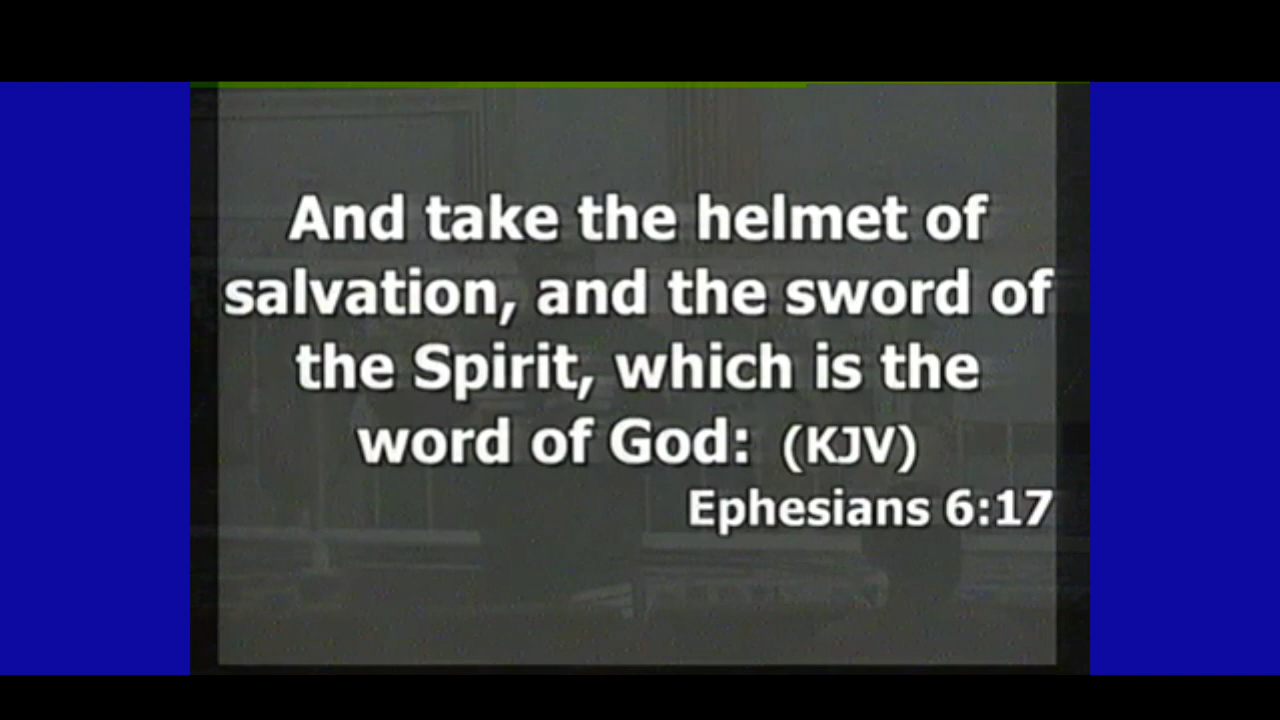 And take the helmet of
salvation, and the sword of
the Spirit, which is the
word of God: (KJV)
Ephesians 6:17